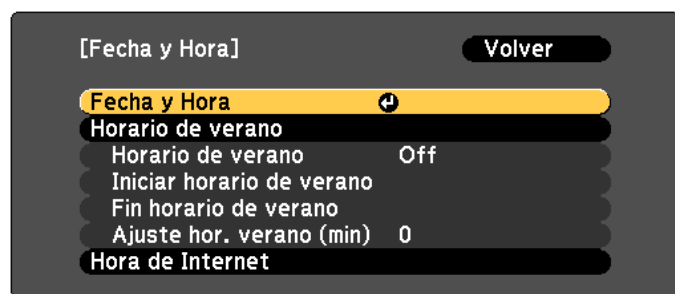 [Fecha y Hora] Volver
Fecha y Hora
Horario de verano
Horario de verano Off
Iniciar horario de verano
Fin horario de verano
Ajuste hor. verano (min) 0
Hora de Internet